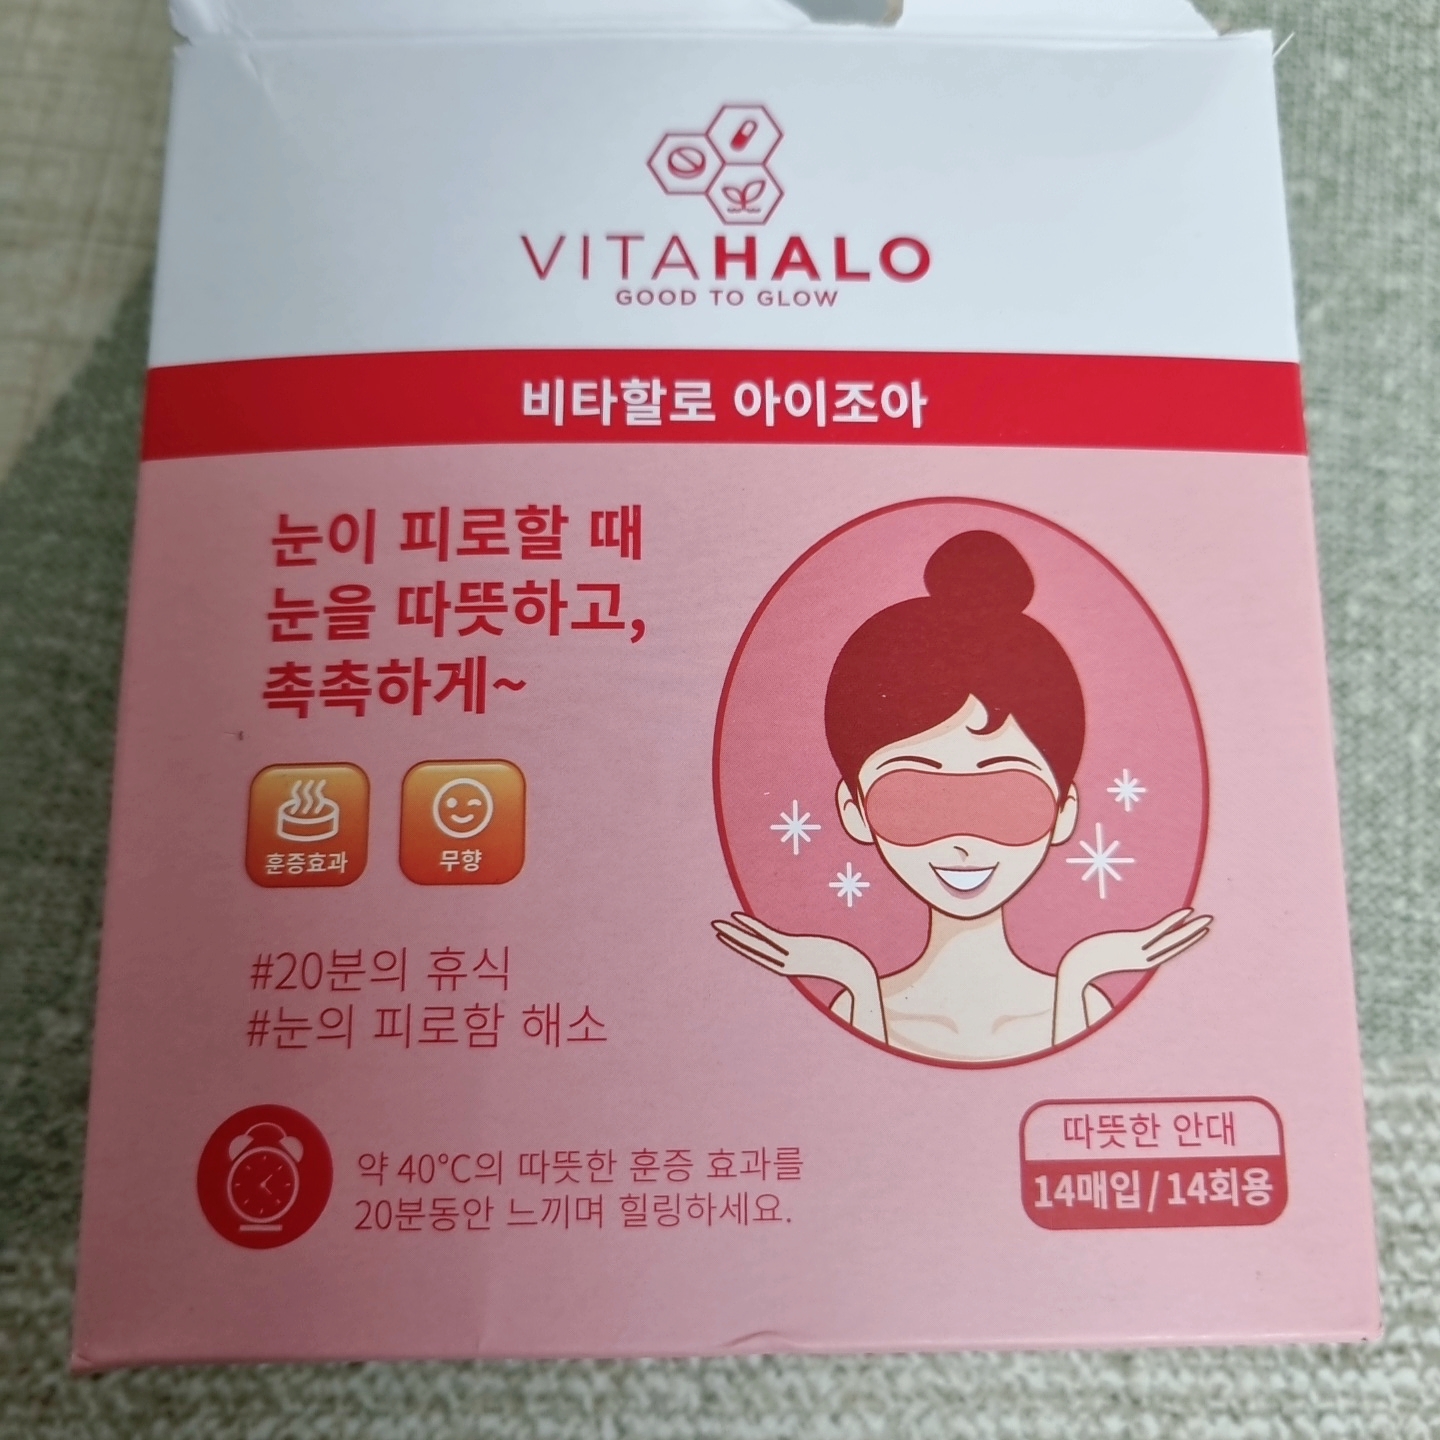 VITAHALO
GOOD TO GLOW
비타할로 아이조아
눈이 피로할 때
눈을 따뜻하고,
촉촉하게~
훈증효과
무향
#20분의 휴식
#눈의 피로함 해소
약 40°C의 따뜻한 훈증 효과를
20분동안 느끼며 힐링하세요.
따뜻한 안대
14매입/14회용